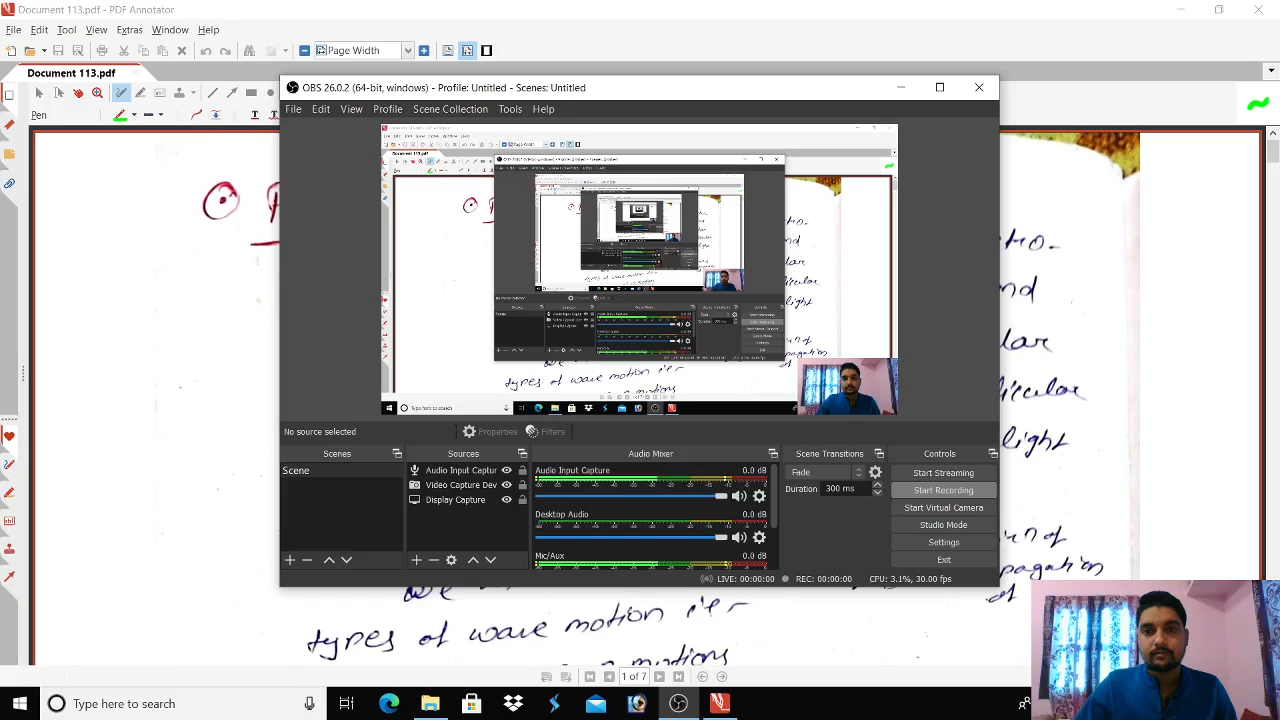 Document 113.pdf - PDF Annotator
File Edit Tool View Extras Window Help
Page Width
Document 113.pdf
Pen
OBS 26.0.2 (64-bit, windows) - Profile: Untitled - Scenes: Untitled
File Edit View Profile Scene Collection Tools Help
No source selected Properties Filters
Scenes Sources Audio Mixer Scene Transitions Controls
Scene
Audio Input Captur
Video Capture Dev
Display Capture
Audio Input Capture 0.0 dB
Desktop Audio 0.0 dB
Mic/Aux 0.0 dB
Fade
Duration 300 ms
Start Streaming
Start Recording
Start Virtual Camera
Studio Mode
Settings
Exit
LIVE: 00:00:00 REC: 00:00:00 CPU: 3.1%, 30.00 fps
light
types of wave motion i.e.-
motions
of
1 of 7
Type here to search